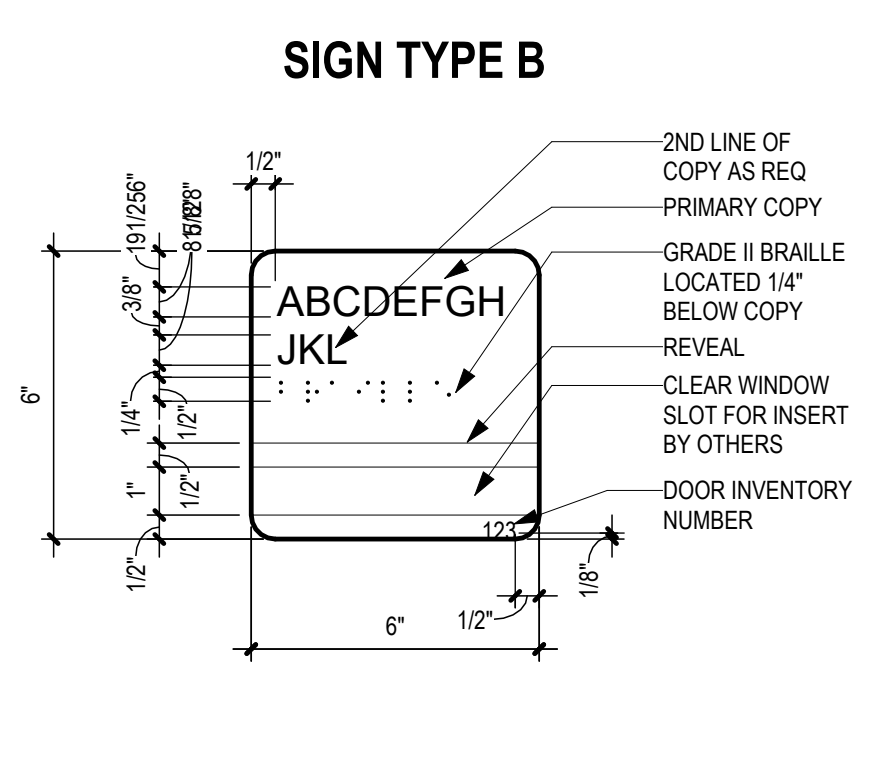 SIGN TYPE B
1/2"
2ND LINE OF
COPY AS REQ
PRIMARY COPY
GRADE II BRAILLE
LOCATED 1/4"
BELOW COPY
REVEAL
CLEAR WINDOW
SLOT FOR INSERT
BY OTHERS
DOOR INVENTORY
NUMBER
191/256"
3/8"
1/4"
1/2"
1/2"
1"
1/2"
6"
ABCDEFGH
JKL
123
1/8"
1/2"
6"